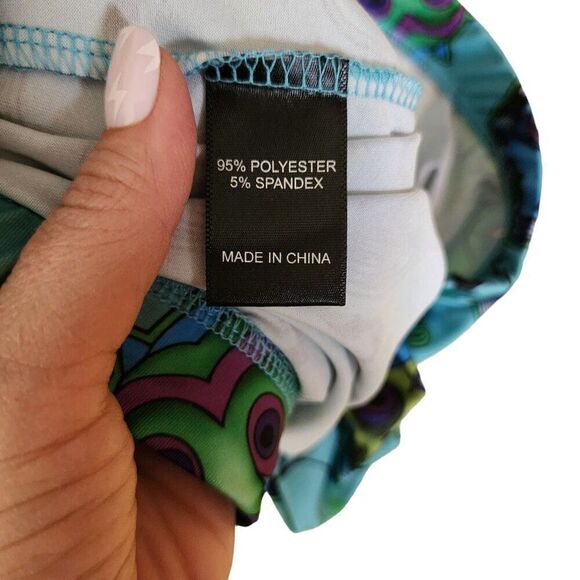 95% POLYESTER
5% SPANDEX
MADE IN CHINA